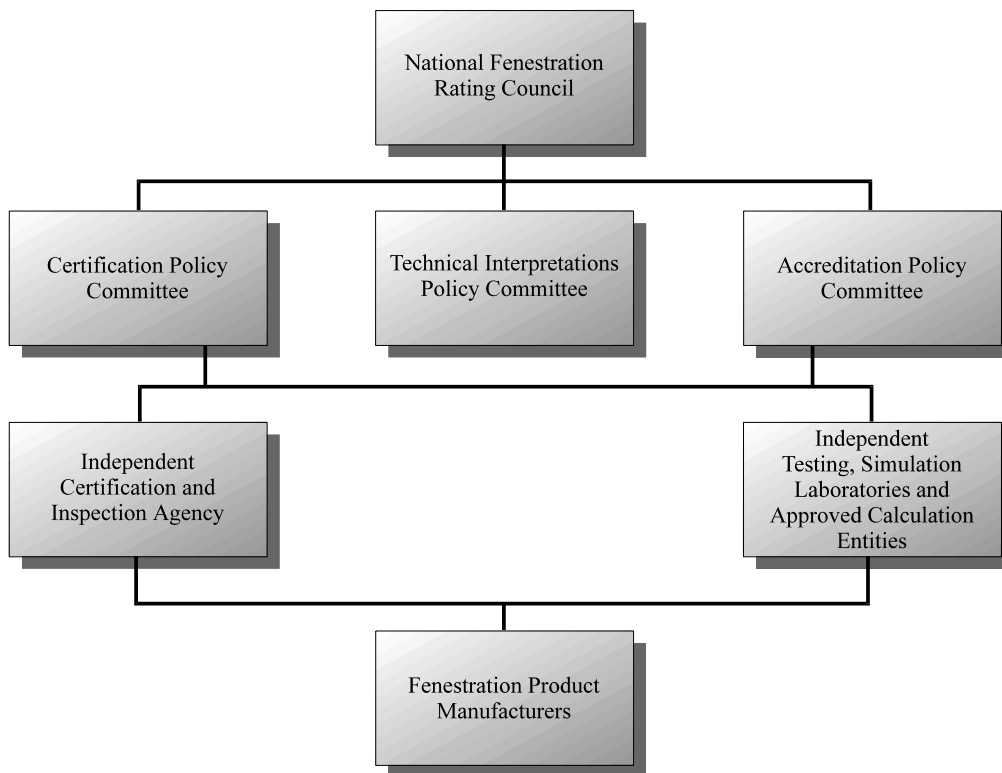 National Fenestration
Rating Council
Certification Policy
Committee
Technical Interpretations
Policy Committee
Accreditation Policy
Committee
Independent
Certification and
Inspection Agency
Independent
Testing, Simulation
Laboratories and
Approved Calculation
Entities
Fenestration Product
Manufacturers